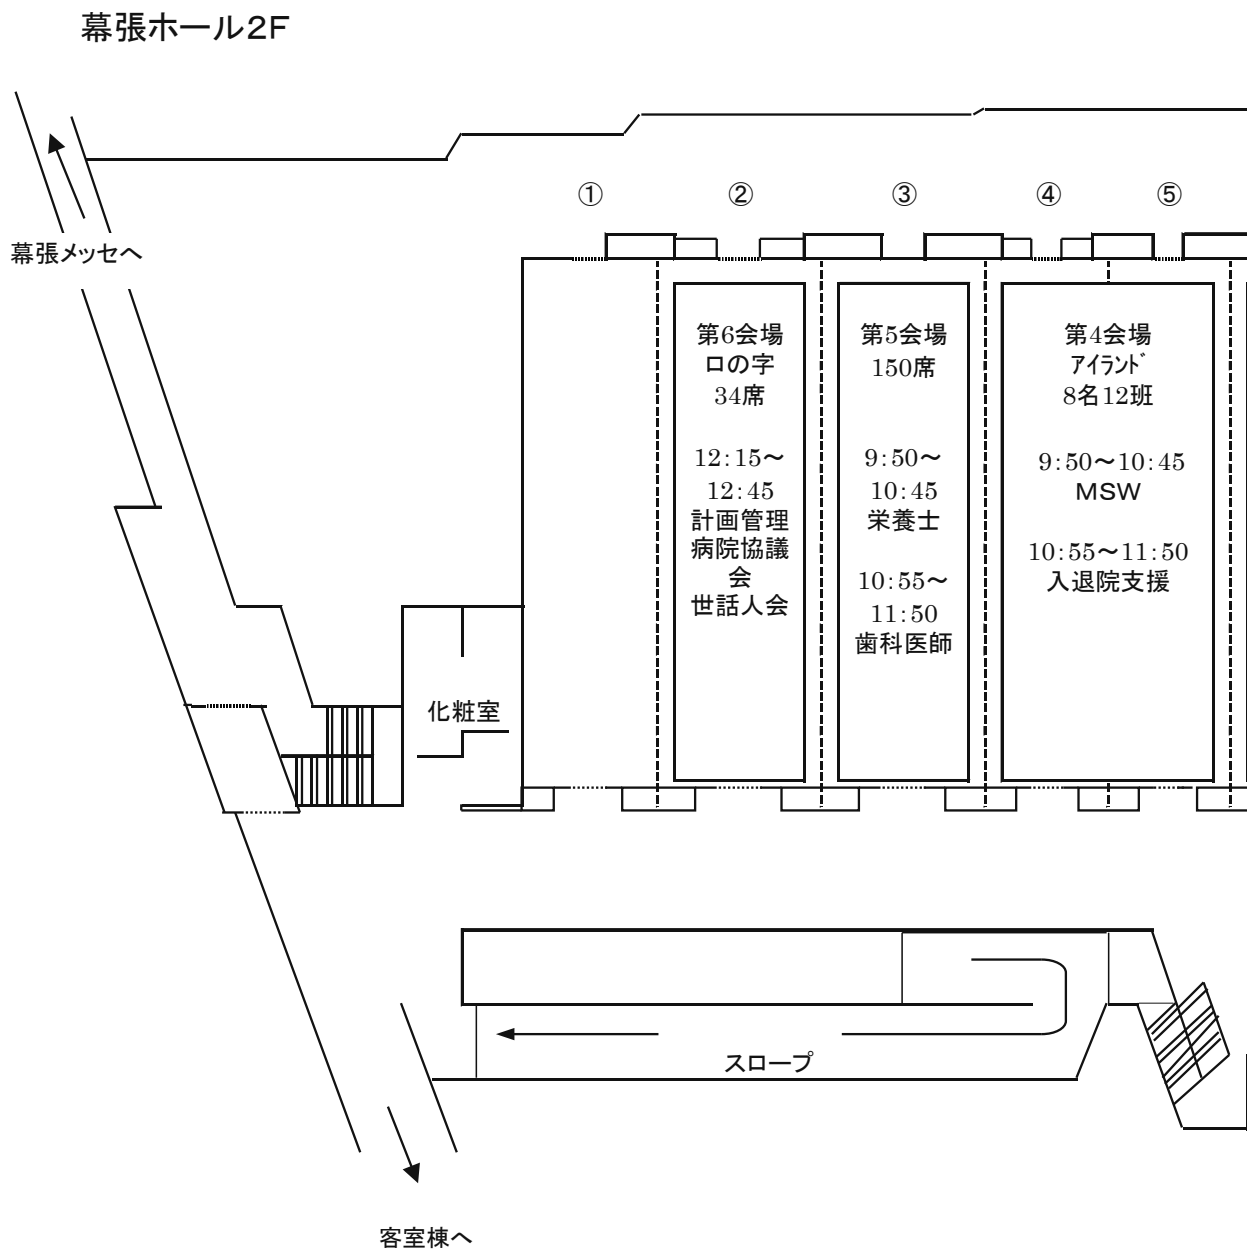 幕張ホール2F
① ② ③ ④ ⑤
幕張メッセへ
第6会場
ロの字
34席
12:15～
12:45
計画管理
病院協議
会
世話人会
第5会場
150席
9:50～
10:45
栄養士
10:55～
11:50
歯科医師
第4会場
ｱｲﾗﾝﾄﾞ
8名12班
9:50～10:45
MSW
10:55～11:50
入退院支援
化粧室
スロープ
客室棟へ